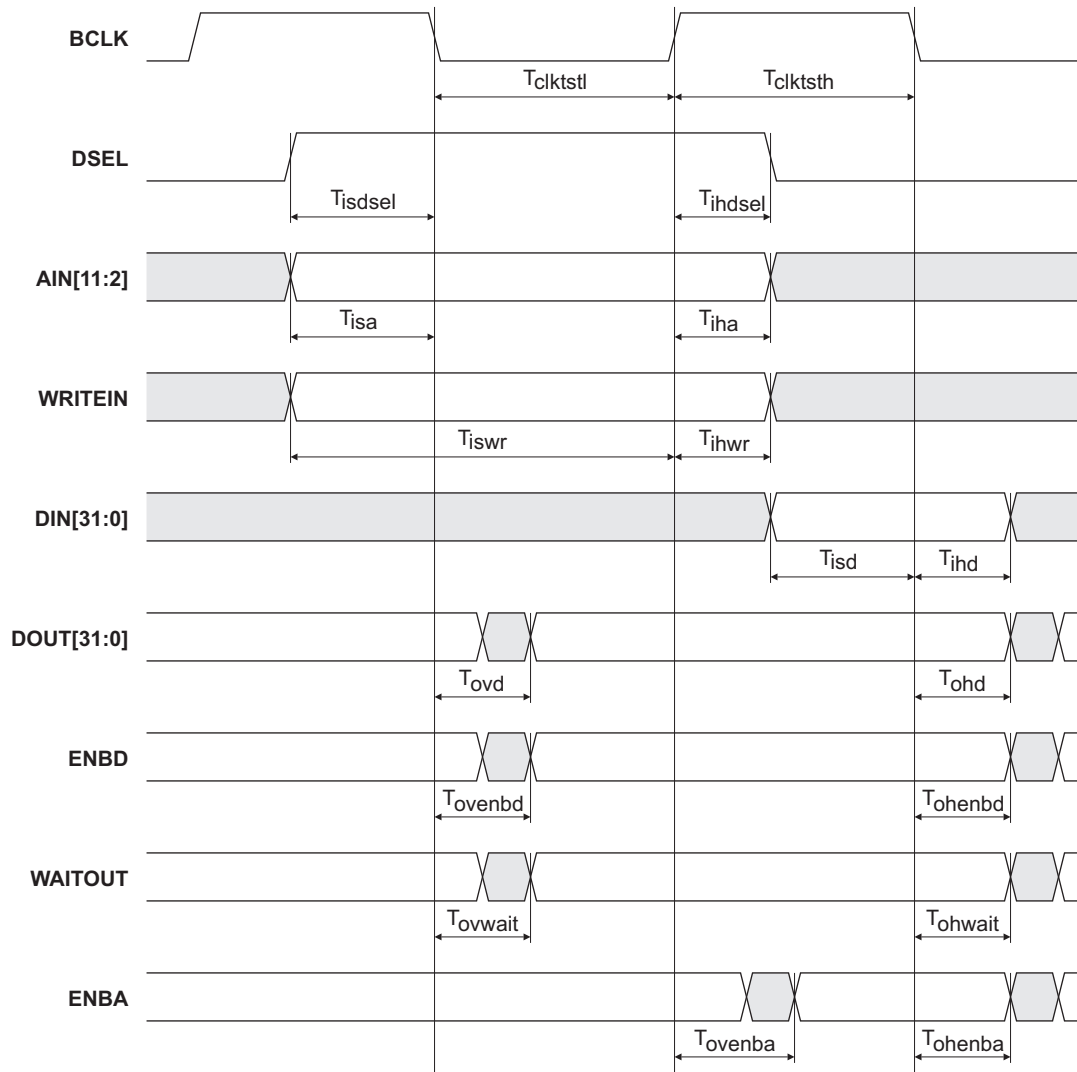 BCLK
Tclktstl Tclktsth
DSEL
Tisdsel Tihdsel
AIN[11:2]
Tisa Tiha
WRITEIN
Tiswr Tihwr
DIN[31:0]
Tisd Tihd
DOUT[31:0]
Tovd Tohd
ENBD
Tovenbd Tohenbd
WAITOUT
Tovwait Tohwait
ENBA
Tovenba Tohenba